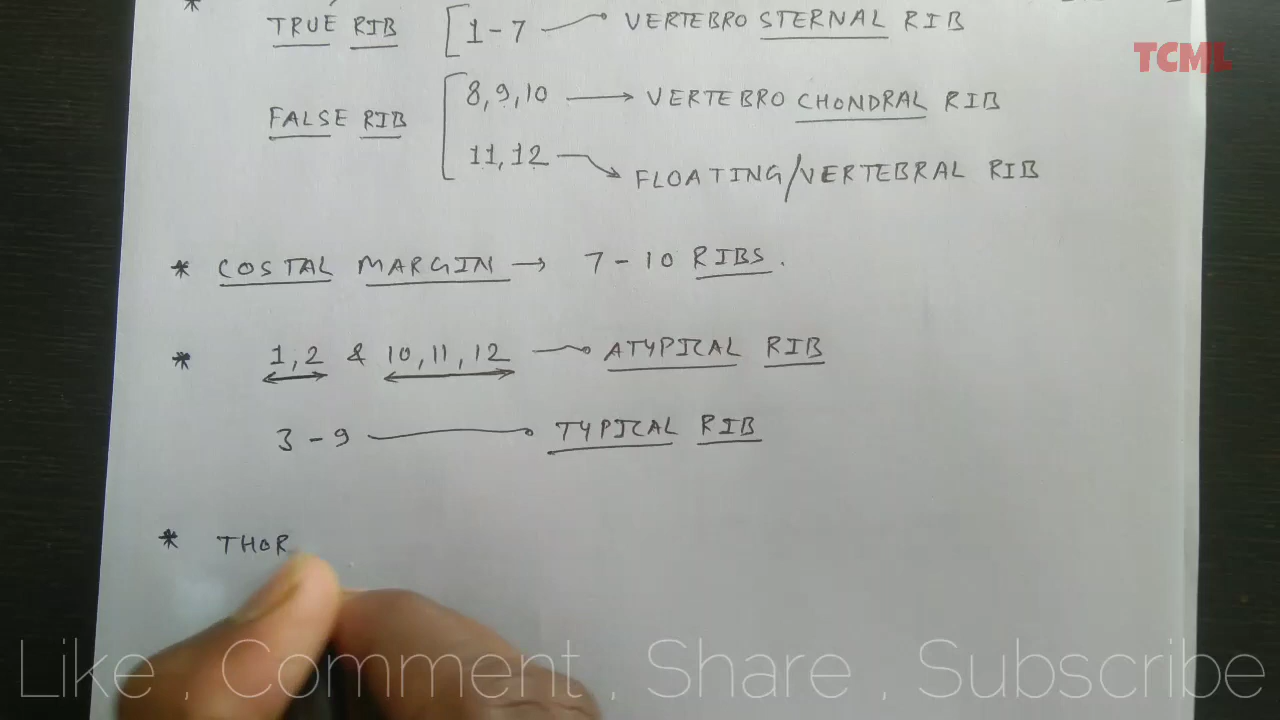 * TRUE RIB [1-7 VERTEBRO STERNAL RIB
TCML
FALSE RIB [8,9,10 → VERTEBRO CHONDRAL RIB
11,12 → FLOATING/VERTEBRAL RIB
* COSTAL MARGIN → 7-10 RIBS.
* 1,2 & 10,11,12 ATYPICAL RIB
3-9 TYPICAL RIB
* THOR
Like , Comment , Share , Subscribe